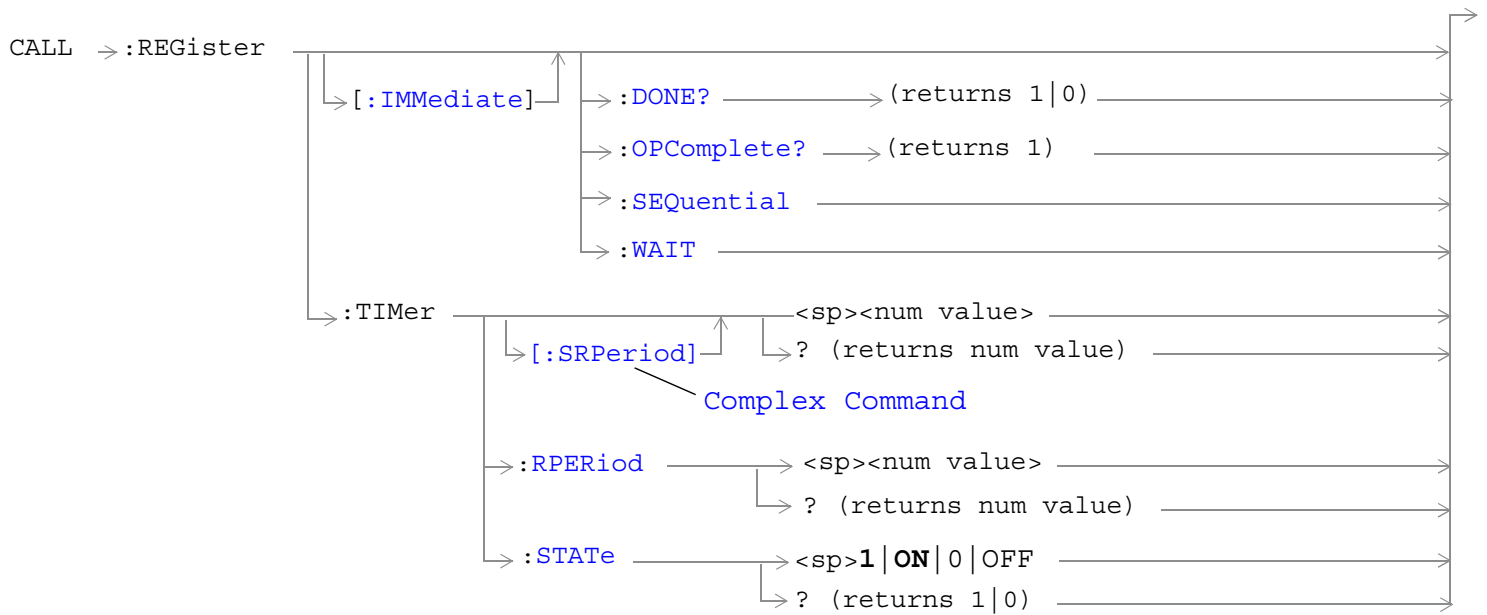 CALL :REGister
[:IMMediate]
:DONE? (returns 1|0)
:OPComplete? (returns 1)
:SEQuential
:WAIT
:TIMer <sp><num value>
[:SRPeriod] ? (returns num value)
Complex Command
:RPERiod <sp><num value>
? (returns num value)
:STATe <sp>1|ON|0|OFF
? (returns 1|0)